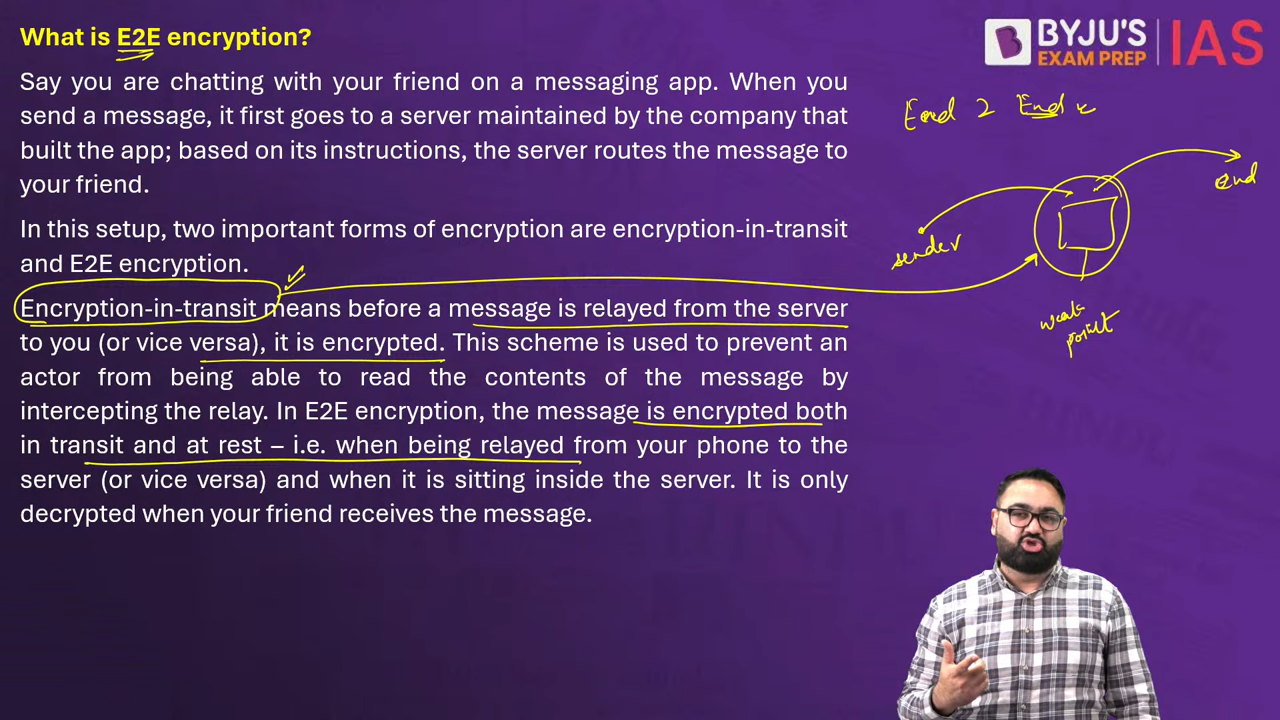 What is E2E encryption?
BYJU'S
EXAM PREP
IAS
Say you are chatting with your friend on a messaging app. When you
send a message, it first goes to a server maintained by the company that
built the app; based on its instructions, the server routes the message to
your friend.
In this setup, two important forms of encryption are encryption-in-transit
and E2E encryption.
Encryption-in-transit means before a message is relayed from the server
to you (or vice versa), it is encrypted. This scheme is used to prevent an
actor from being able to read the contents of the message by
intercepting the relay. In E2E encryption, the message is encrypted both
in transit and at rest – i.e. when being relayed from your phone to the
server (or vice versa) and when it is sitting inside the server. It is only
decrypted when your friend receives the message.
End 2 End
end
sender
weak
point